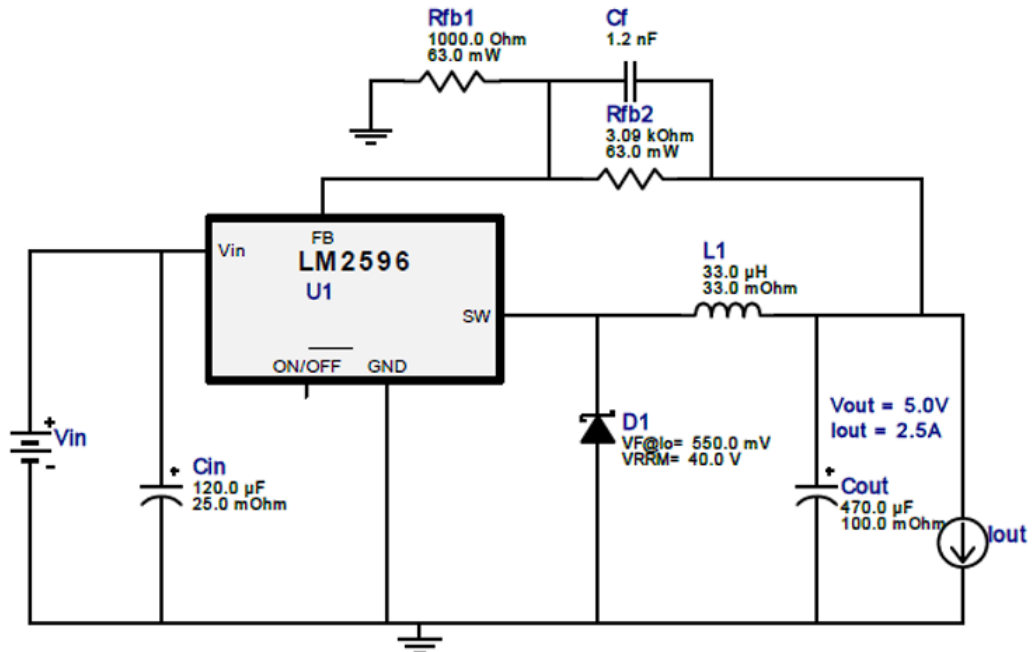 Rfb1
1000.0 Ohm
63.0 mW
Cf
1.2 nF
Rfb2
3.09 kOhm
63.0 mW
Vin
FB
LM2596
U1
SW
ON/OFF
GND
L1
33.0 µH
33.0 mOhm
Vin
+
-
Cin
+
120.0 µF
25.0 mOhm
D1
VF@Io= 550.0 mV
VRRM= 40.0 V
Vout = 5.0V
Iout = 2.5A
+
Cout
470.0 µF
100.0 mOhm
Iout